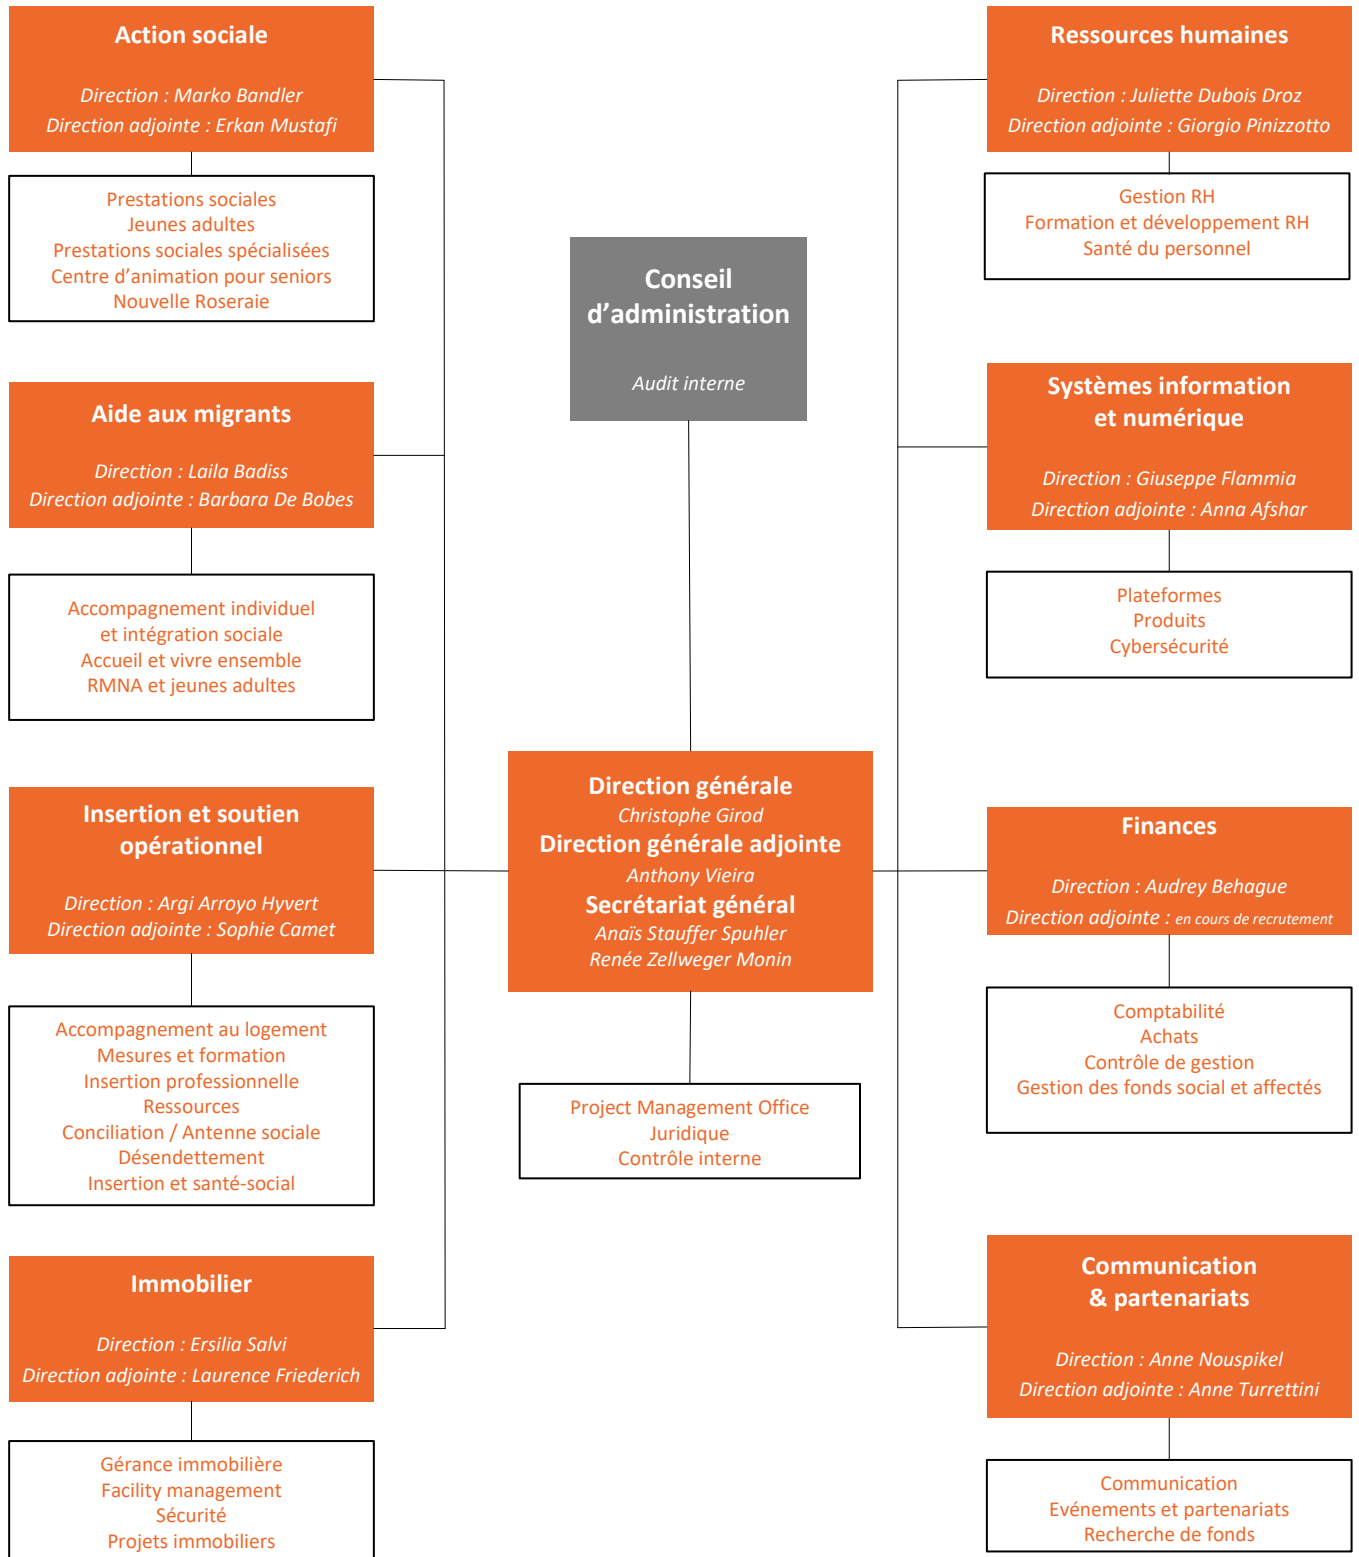 Action sociale
Direction : Marko Bandler
Direction adjointe : Erkan Mustafi
Prestations sociales
Jeunes adultes
Prestations sociales spécialisées
Centre d’animation pour seniors
Nouvelle Roseraie
Aide aux migrants
Direction : Laila Badiss
Direction adjointe : Barbara De Bobes
Accompagnement individuel
et intégration sociale
Accueil et vivre ensemble
RMNA et jeunes adultes
Insertion et soutien
opérationnel
Direction : Argi Arroyo Hyvert
Direction adjointe : Sophie Camet
Accompagnement au logement
Mesures et formation
Insertion professionnelle
Ressources
Conciliation / Antenne sociale
Désendettement
Insertion et santé-social
Immobilier
Direction : Ersilia Salvi
Direction adjointe : Laurence Friederich
Gérance immobilière
Facility management
Sécurité
Projets immobiliers
Conseil
d’administration
Audit interne
Direction générale
Christophe Girod
Direction générale adjointe
Anthony Vieira
Secrétariat général
Anaïs Stauffer Spuhler
Renée Zellweger Monin
Project Management Office
Juridique
Contrôle interne
Ressources humaines
Direction : Juliette Dubois Droz
Direction adjointe : Giorgio Pinizzotto
Gestion RH
Formation et développement RH
Santé du personnel
Systèmes information
et numérique
Direction : Giuseppe Flammia
Direction adjointe : Anna Afshar
Plateformes
Produits
Cybersécurité
Finances
Direction : Audrey Behague
Direction adjointe : en cours de recrutement
Comptabilité
Achats
Contrôle de gestion
Gestion des fonds social et affectés
Communication
& partenariats
Direction : Anne Nouspikel
Direction adjointe : Anne Turrettini
Communication
Evénements et partenariats
Recherche de fonds